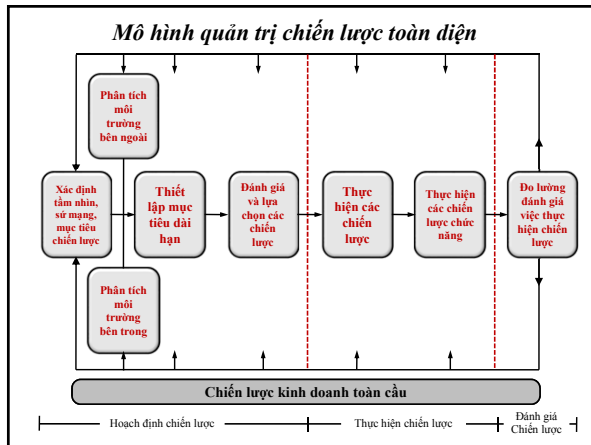 Mô hình quản trị chiến lược toàn diện
Phân tích
môi
trường
bên ngoài
Xác định
tầm nhìn,
sứ mạng,
mục tiêu
chiến lược
Thiết
lập mục
tiêu dài
hạn
Đánh giá
và lựa
chọn các
chiến
lược
Thực
hiện các
chiến
lược
Thực hiện
các chiến
lược chức
năng
Đo lường
đánh giá
việc thực
hiện chiến
lược
Phân tích
môi
trường
bên trong
Chiến lược kinh doanh toàn cầu
Hoạch định chiến lược
Thực hiện chiến lược
Đánh giá
Chiến lược